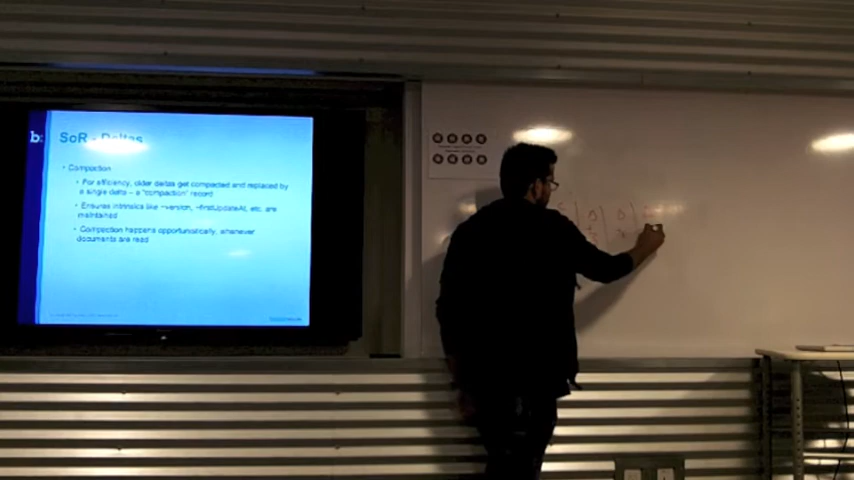 b:
SoR - Deltas
Compaction
For efficiency, older deltas get compacted and replaced by
a single delta – a "compaction" record
Ensures intrinsics like ~version, ~firstUpdateAt, etc. are
maintained
Compaction happens opportunistically, whenever
documents are read